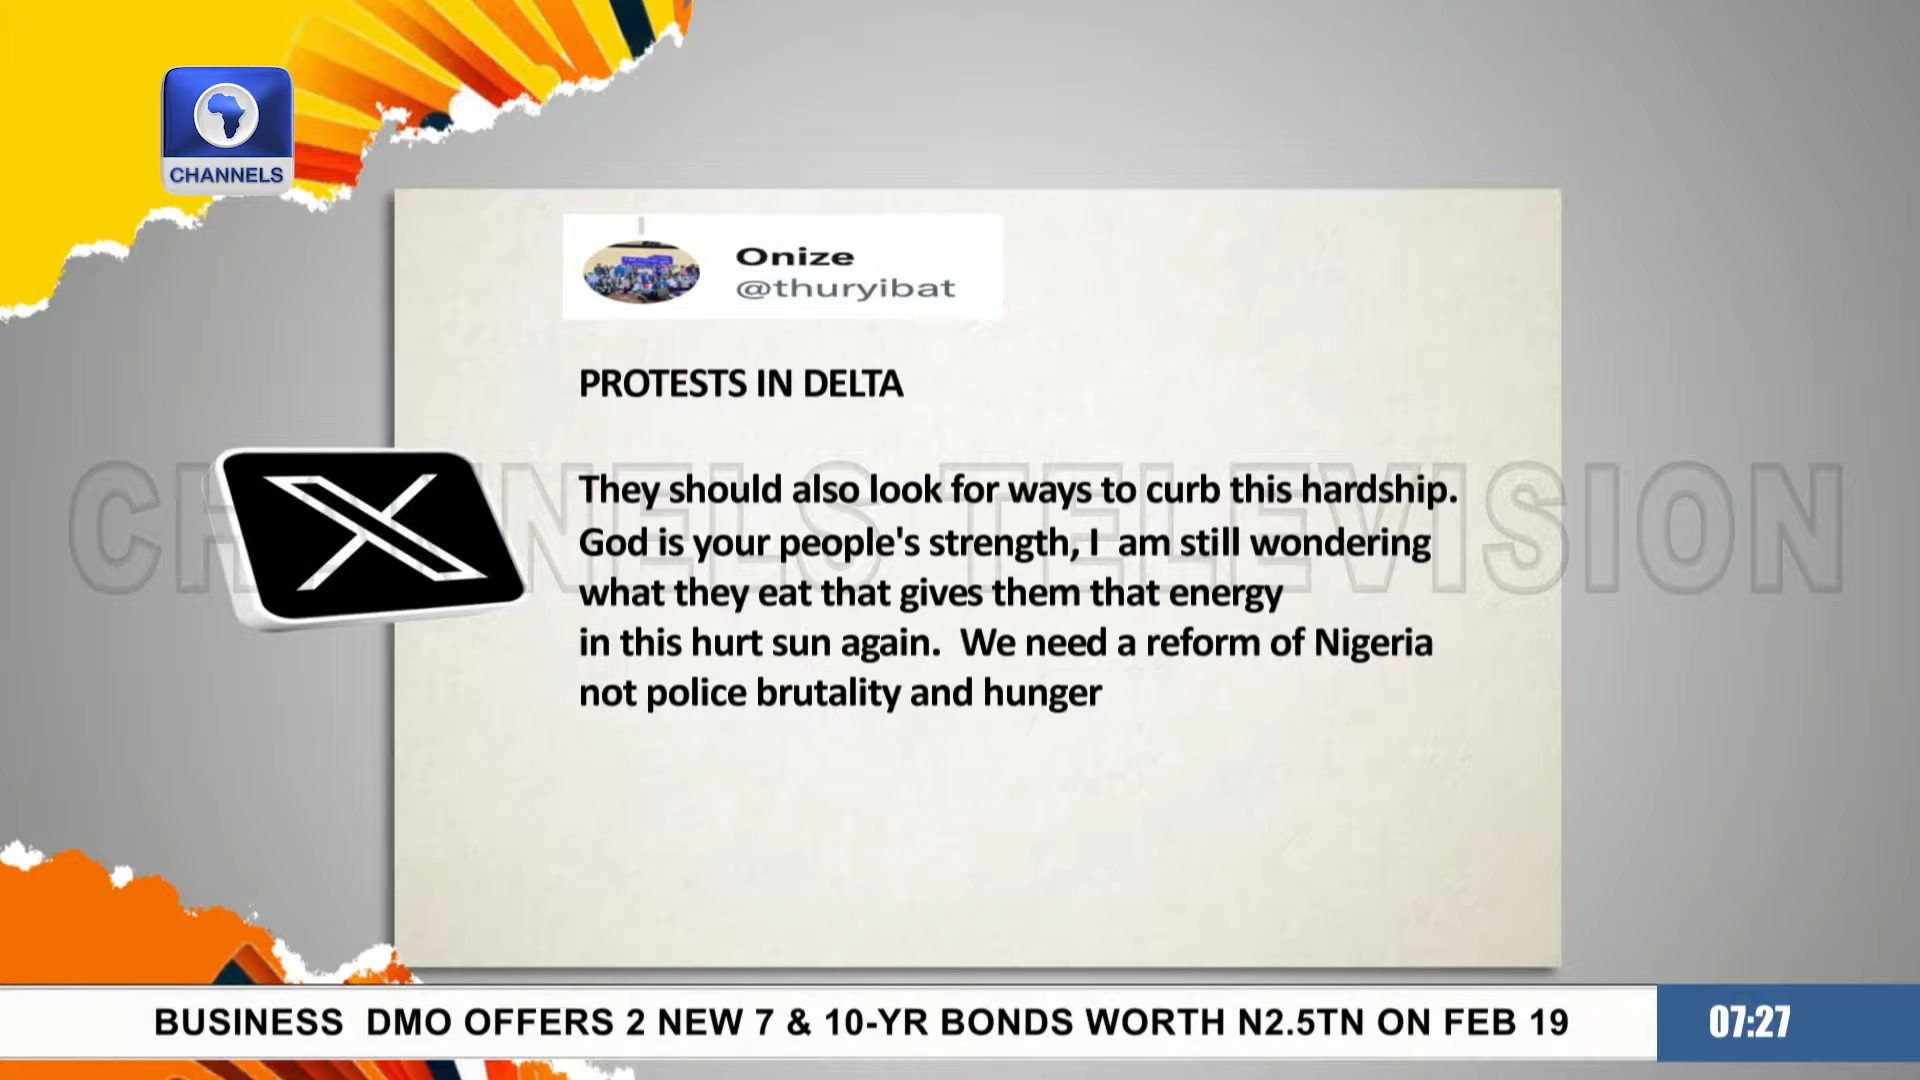 CHANNELS
Onize
@thuryibat
PROTESTS IN DELTA
They should also look for ways to curb this hardship.
God is your people's strength, I  am still wondering
what they eat that gives them that energy
in this hurt sun again.  We need a reform of Nigeria
not police brutality and hunger
CHANNELS TELEVISION
BUSINESS  DMO OFFERS 2 NEW 7 & 10-YR BONDS WORTH N2.5TN ON FEB 19
07:27